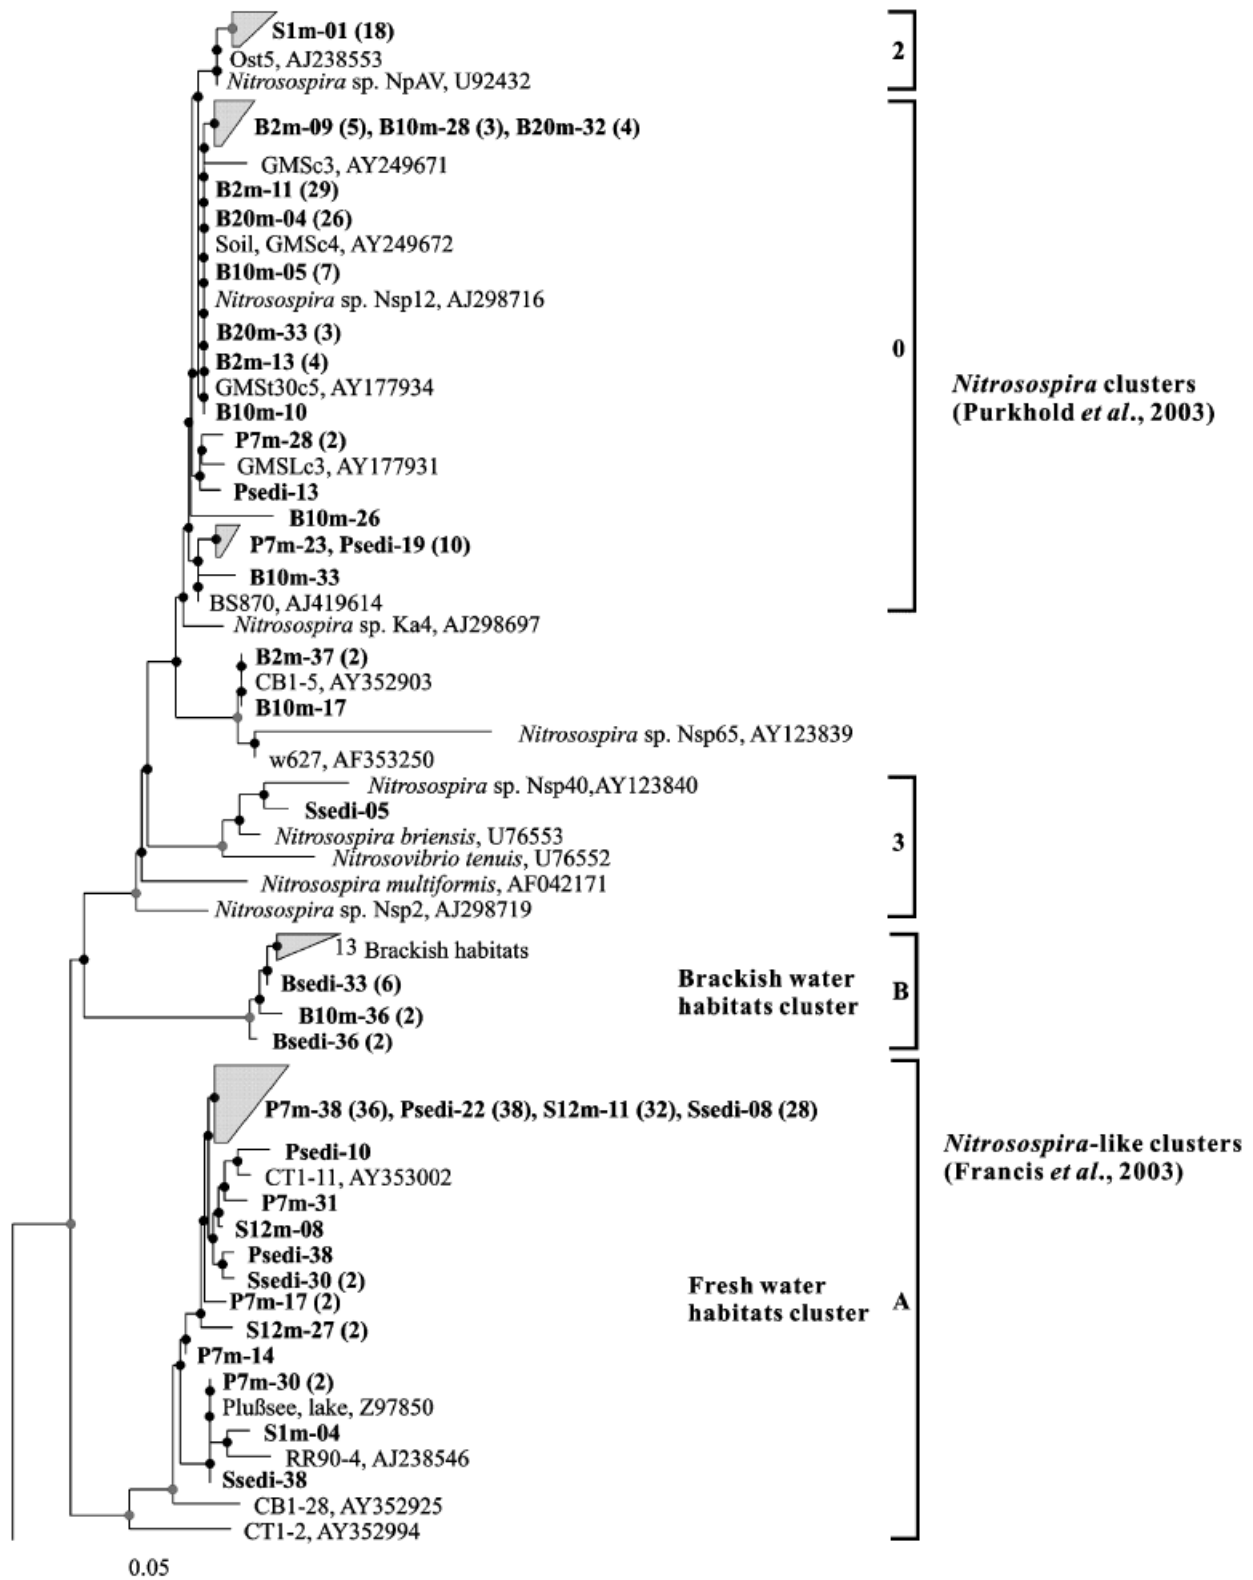 S1m-01 (18)
Ost5, AJ238553
Nitrosospira sp. NpAV, U92432
2
B2m-09 (5), B10m-28 (3), B20m-32 (4)
GMSc3, AY249671
B2m-11 (29)
B20m-04 (26)
Soil, GMSc4, AY249672
B10m-05 (7)
Nitrosospira sp. Nsp12, AJ298716
B20m-33 (3)
B2m-13 (4)
GMSt30c5, AY177934
B10m-10
P7m-28 (2)
GMSLc3, AY177931
Psedi-13
B10m-26
P7m-23, Psedi-19 (10)
B10m-33
BS870, AJ419614
0
Nitrosospira clusters
(Purkhold et al., 2003)
Nitrosospira sp. Ka4, AJ298697
B2m-37 (2)
CB1-5, AY352903
B10m-17
Nitrosospira sp. Nsp65, AY123839
w627, AF353250
Nitrosospira sp. Nsp40,AY123840
Ssedi-05
Nitrosospira briensis, U76553
Nitrosovibrio tenuis, U76552
Nitrosospira multiformis, AF042171
Nitrosospira sp. Nsp2, AJ298719
3
13 Brackish habitats
Bsedi-33 (6)
B10m-36 (2)
Bsedi-36 (2)
Brackish water
habitats cluster
B
P7m-38 (36), Psedi-22 (38), S12m-11 (32), Ssedi-08 (28)
Psedi-10
CT1-11, AY353002
P7m-31
S12m-08
Psedi-38
Ssedi-30 (2)
P7m-17 (2)
S12m-27 (2)
P7m-14
P7m-30 (2)
Plußsee, lake, Z97850
S1m-04
RR90-4, AJ238546
Ssedi-38
CB1-28, AY352925
CT1-2, AY352994
Fresh water
habitats cluster
A
Nitrosospira-like clusters
(Francis et al., 2003)
0.05